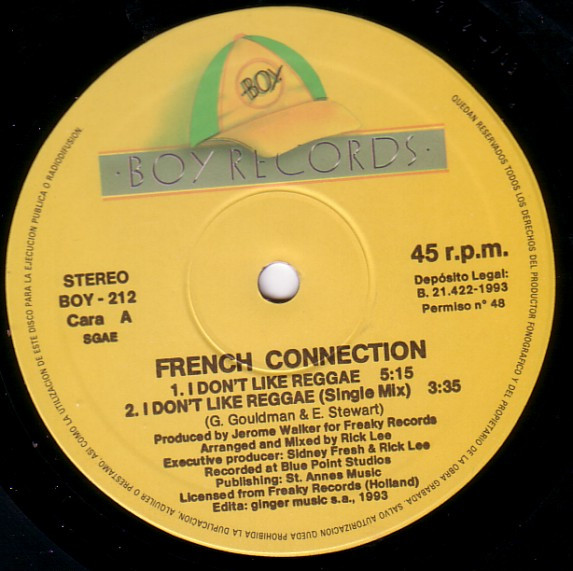 BOY
·BOY RECORDS·
STEREO
BOY - 212
Cara A
SGAE
45 r.p.m.
Depósito Legal:
B. 21.422-1993
Permiso n° 48
FRENCH CONNECTION
1. I DON'T LIKE REGGAE 5:15
2. I DON'T LIKE REGGAE (Single Mix) 3:35
(G. Gouldman & E. Stewart)
Produced by Jerome Walker for Freaky Records
Arranged and Mixed by Rick Lee
Executive producer: Sidney Fresh & Rick Lee
Recorded at Blue Point Studios
Publishing: St. Annes Music
Licensed from Freaky Records (Holland)
Edita: ginger music s.a., 1993
QUEDAN RESERVADOS TODOS LOS DERECHOS DEL PRODUCTOR FONOGRAFICO Y DEL PROPIETARIO DE LA OBRA GRABADA. SALVO AUTORIZACION QUEDA PROHIBIDA LA DUPLICACION, ALQUILER O PRESTAMO, ASI COMO LA UTILIZACION DE ESTE DISCO PARA LA EJECUCION PUBLICA O RADIODIFUSION